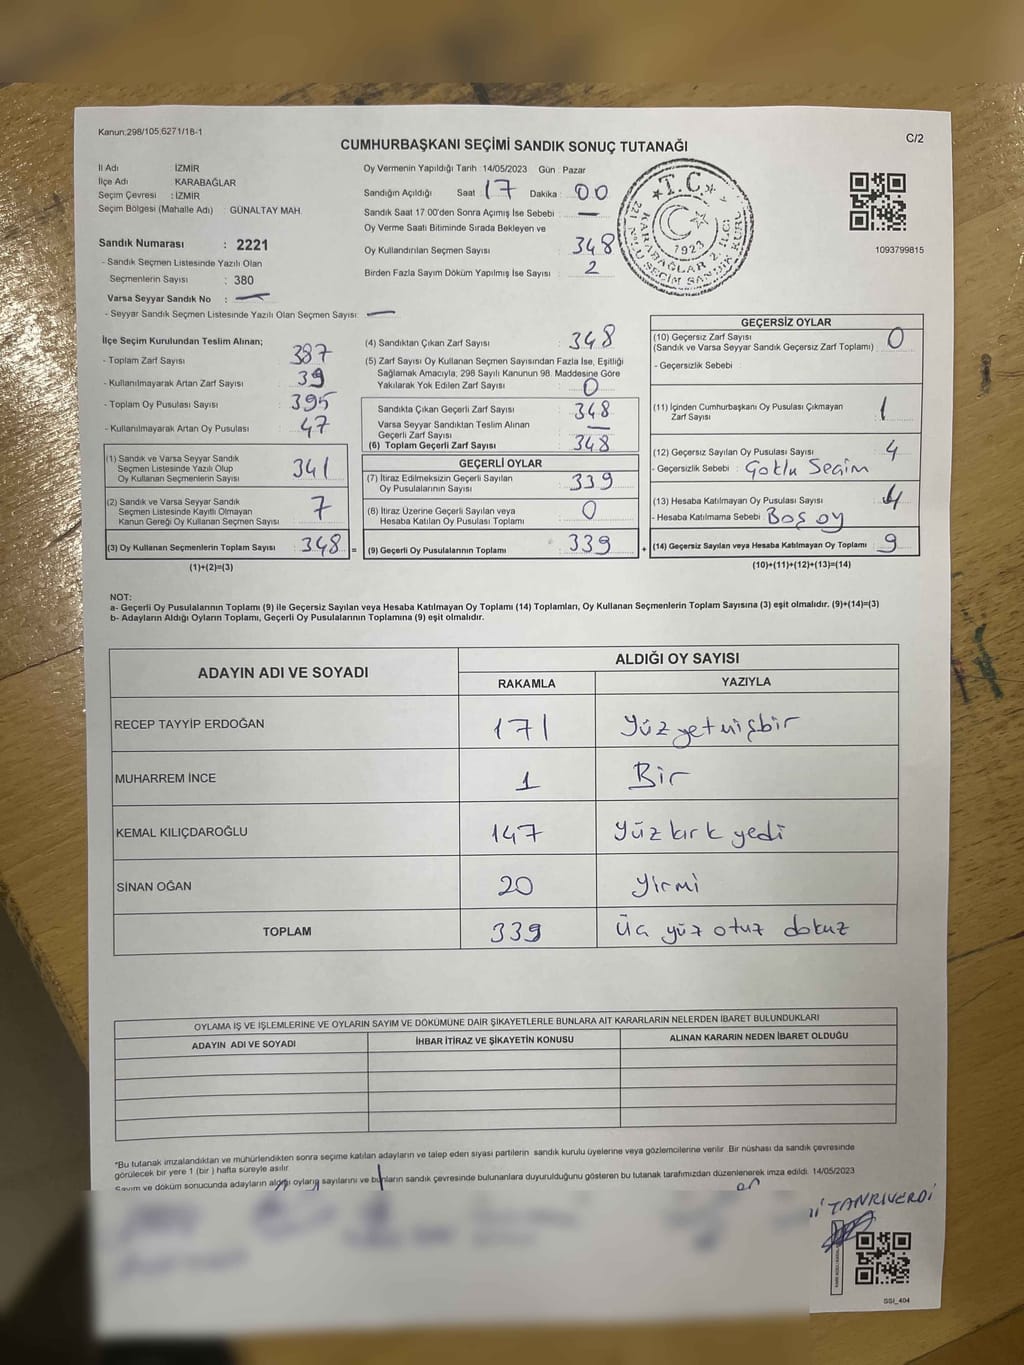 Kanun:298/105;6271/18-1
C/2
CUMHURBAŞKANI SEÇİMİ SANDIK SONUÇ TUTANAĞI
İl Adı İZMİR
İlçe Adı KARABAĞLAR
Seçim Çevresi : İZMİR
Seçim Bölgesi (Mahalle Adı) : GÜNALTAY MAH.
Sandık Numarası : 2221
- Sandık Seçmen Listesinde Yazılı Olan
Seçmenlerin Sayısı : 380
Varsa Seyyar Sandık No : —
- Seyyar Sandık Seçmen Listesinde Yazılı Olan Seçmen Sayısı: —
Oy Vermenin Yapıldığı Tarih 14/05/2023 Gün : Pazar
Sandığın Açıldığı Saat 17 Dakika : 00
Sandık Saat 17:00'den Sonra Açımış İse Sebebi : —
Oy Verme Saati Bitiminde Sırada Bekleyen ve
Oy Kullandırılan Seçmen Sayısı : 348
Birden Fazla Sayım Döküm Yapılmış İse Sayısı : 2
T.C.
1923
KARABAĞLAR 2. İLÇE
SEÇİM SANDIK KURULU
1093799815
İlçe Seçim Kurulundan Teslim Alınan;
- Toplam Zarf Sayısı : 387
- Kullanılmayarak Artan Zarf Sayısı : 39
- Toplam Oy Pusulası Sayısı : 395
- Kullanılmayarak Artan Oy Pusulası : 47
(1) Sandık ve Varsa Seyyar Sandık
Seçmen Listesinde Yazılı Olup
Oy Kullanan Seçmenlerin Sayısı : 341
(2) Sandık ve Varsa Seyyar Sandık
Seçmen Listesinde Kayıtlı Olmayan
Kanun Gereği Oy Kullanan Seçmen Sayısı : 7
(3) Oy Kullanan Seçmenlerin Toplam Sayısı : 348
(1)+(2)=(3)
(4) Sandıktan Çıkan Zarf Sayısı : 348
(5) Zarf Sayısı Oy Kullanan Seçmen Sayısından Fazla İse, Eşitliği
Sağlamak Amacıyla; 298 Sayılı Kanunun 98. Maddesine Göre
Yakılarak Yok Edilen Zarf Sayısı : 0
Sandıkta Çıkan Geçerli Zarf Sayısı : 348
Varsa Seyyar Sandıktan Teslim Alınan
Geçerli Zarf Sayısı : —
(6) Toplam Geçerli Zarf Sayısı : 348
GEÇERLİ OYLAR
(7) İtiraz Edilmeksizin Geçerli Sayılan
Oy Pusulalarının Sayısı : 339
(8) İtiraz Üzerine Geçerli Sayılan veya
Hesaba Katılan Oy Pusulası Toplamı : 0
= (9) Geçerli Oy Pusulalarının Toplamı : 339
GEÇERSİZ OYLAR
(10) Geçersiz Zarf Sayısı
(Sandık ve Varsa Seyyar Sandık Geçersiz Zarf Toplamı) : 0
- Geçersizlik Sebebi :
(11) İçinden Cumhurbaşkanı Oy Pusulası Çıkmayan
Zarf Sayısı : 1
(12) Geçersiz Sayılan Oy Pusulası Sayısı : 4
- Geçersizlik Sebebi : Çoklu Seçim
(13) Hesaba Katılmayan Oy Pusulası Sayısı : 4
- Hesaba Katılmama Sebebi : Boş oy
+ (14) Geçersiz Sayılan veya Hesaba Katılmayan Oy Toplamı : 9
(10)+(11)+(12)+(13)=(14)
NOT:
a- Geçerli Oy Pusulalarının Toplamı (9) ile Geçersiz Sayılan veya Hesaba Katılmayan Oy Toplamı (14) Toplamları, Oy Kullanan Seçmenlerin Toplam Sayısına (3) eşit olmalıdır. (9)+(14)=(3)
b- Adayların Aldığı Oyların Toplamı, Geçerli Oy Pusulalarının Toplamına (9) eşit olmalıdır.
ADAYIN ADI VE SOYADI
ALDIĞI OY SAYISI
RAKAMLA YAZIYLA
RECEP TAYYİP ERDOĞAN 171 Yüz yetmişbir
MUHARREM İNCE 1 Bir
KEMAL KILIÇDAROĞLU 147 Yüz kırk yedi
SİNAN OĞAN 20 Yirmi
TOPLAM 339 Üç yüz otuz dokuz
OYLAMA İŞ VE İŞLEMLERİNE VE OYLARIN SAYIM VE DÖKÜMÜNE DAİR ŞİKAYETLERLE BUNLARA AİT KARARLARIN NELERDEN İBARET BULUNDUKLARI
ADAYIN ADI VE SOYADI İHBAR İTİRAZ VE ŞİKAYETİN KONUSU ALINAN KARARIN NEDEN İBARET OLDUĞU
*Bu tutanak imzalandıktan ve mühürlendikten sonra seçime katılan adayların ve talep eden siyasi partilerin sandık kurulu üyelerine veya gözlemcilerine verilir. Bir nüshası da sandık çevresinde
görülecek bir yere 1 (bir ) hafta süreyle asılır.
Sayım ve döküm sonucunda adayların aldığı oyların sayılarını ve bunların sandık çevresinde bulunanlara duyurulduğunu gösteren bu tutanak tarafımızdan düzenlenerek imza edildi. 14/05/2023
TANRIVERDİ
SSI_404